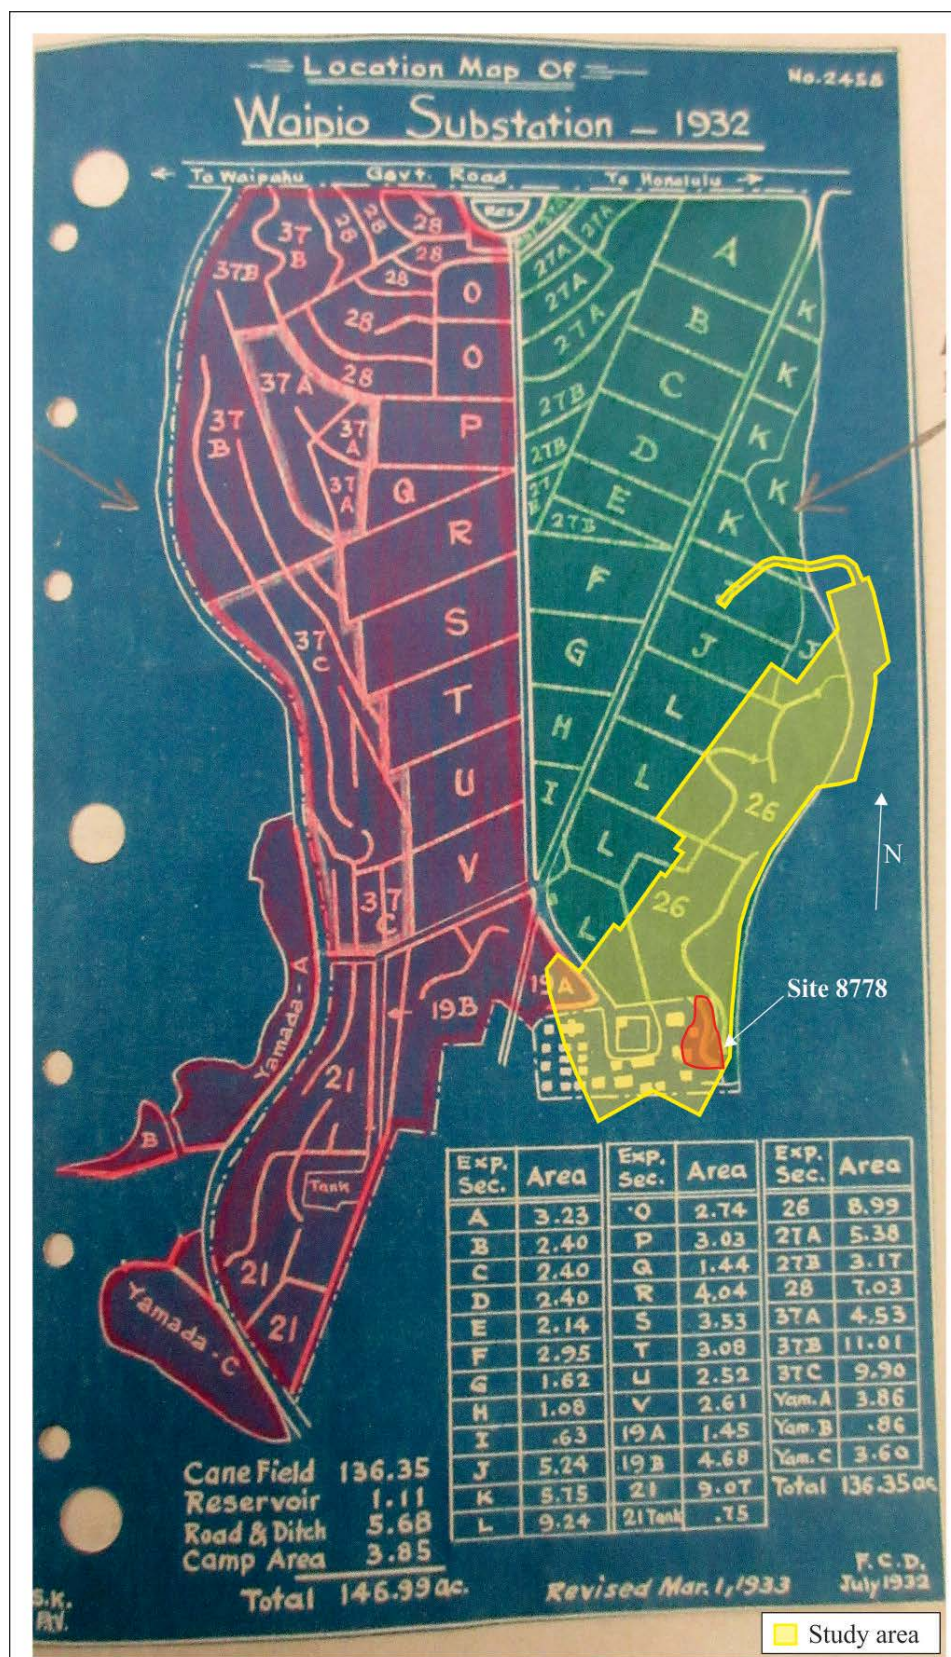 Location Map Of
No. 2458
Waipio Substation – 1932
← To Waipahu Govt. Road To Honolulu →
Res.
28
28
28
37
B
37B
28
28
28
28
37A
37
B
37
A
37
A
37
C
37
C
O
O
P
Q
R
S
T
U
V
27A
27A
27A
27A
27B
27B
27B
A
B
C
D
E
F
G
H
I
K
K
K
K
K
J
J
L
L
L
L
26
26
N
19A
19B
Site 8778
Yamada-A
B
21
Tank
21
21
Yamada-C
Exp. Sec. Area Exp. Sec. Area Exp. Sec. Area
A 3.23 O 2.74 26 8.99
B 2.40 P 3.03 27A 5.38
C 2.40 Q 1.44 27B 3.17
D 2.40 R 4.04 28 7.03
E 2.14 S 3.53 37A 4.53
F 2.95 T 3.08 37B 11.01
G 1.62 U 2.52 37C 9.90
H 1.08 V 2.61 Yam.A 3.86
I .63 19A 1.45 Yam.B .86
J 5.24 19B 4.68 Yam.C 3.60
K 5.75 21 9.07 Total 136.35 ac.
L 9.24 21 Tank .75
Cane Field 136.35
Reservoir 1.11
Road & Ditch 5.68
Camp Area 3.85
Total 146.99 ac.
Revised Mar. 1, 1933
F.C.D.
July 1932
S.K.
Study area